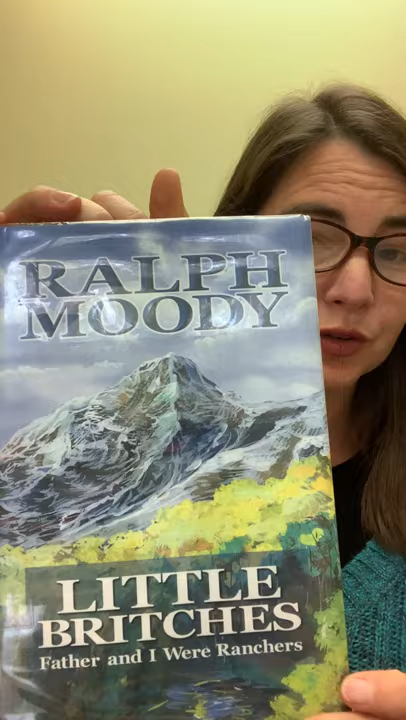 RALPH
MOODY
LITTLE
BRITCHES
Father and I Were Ranchers